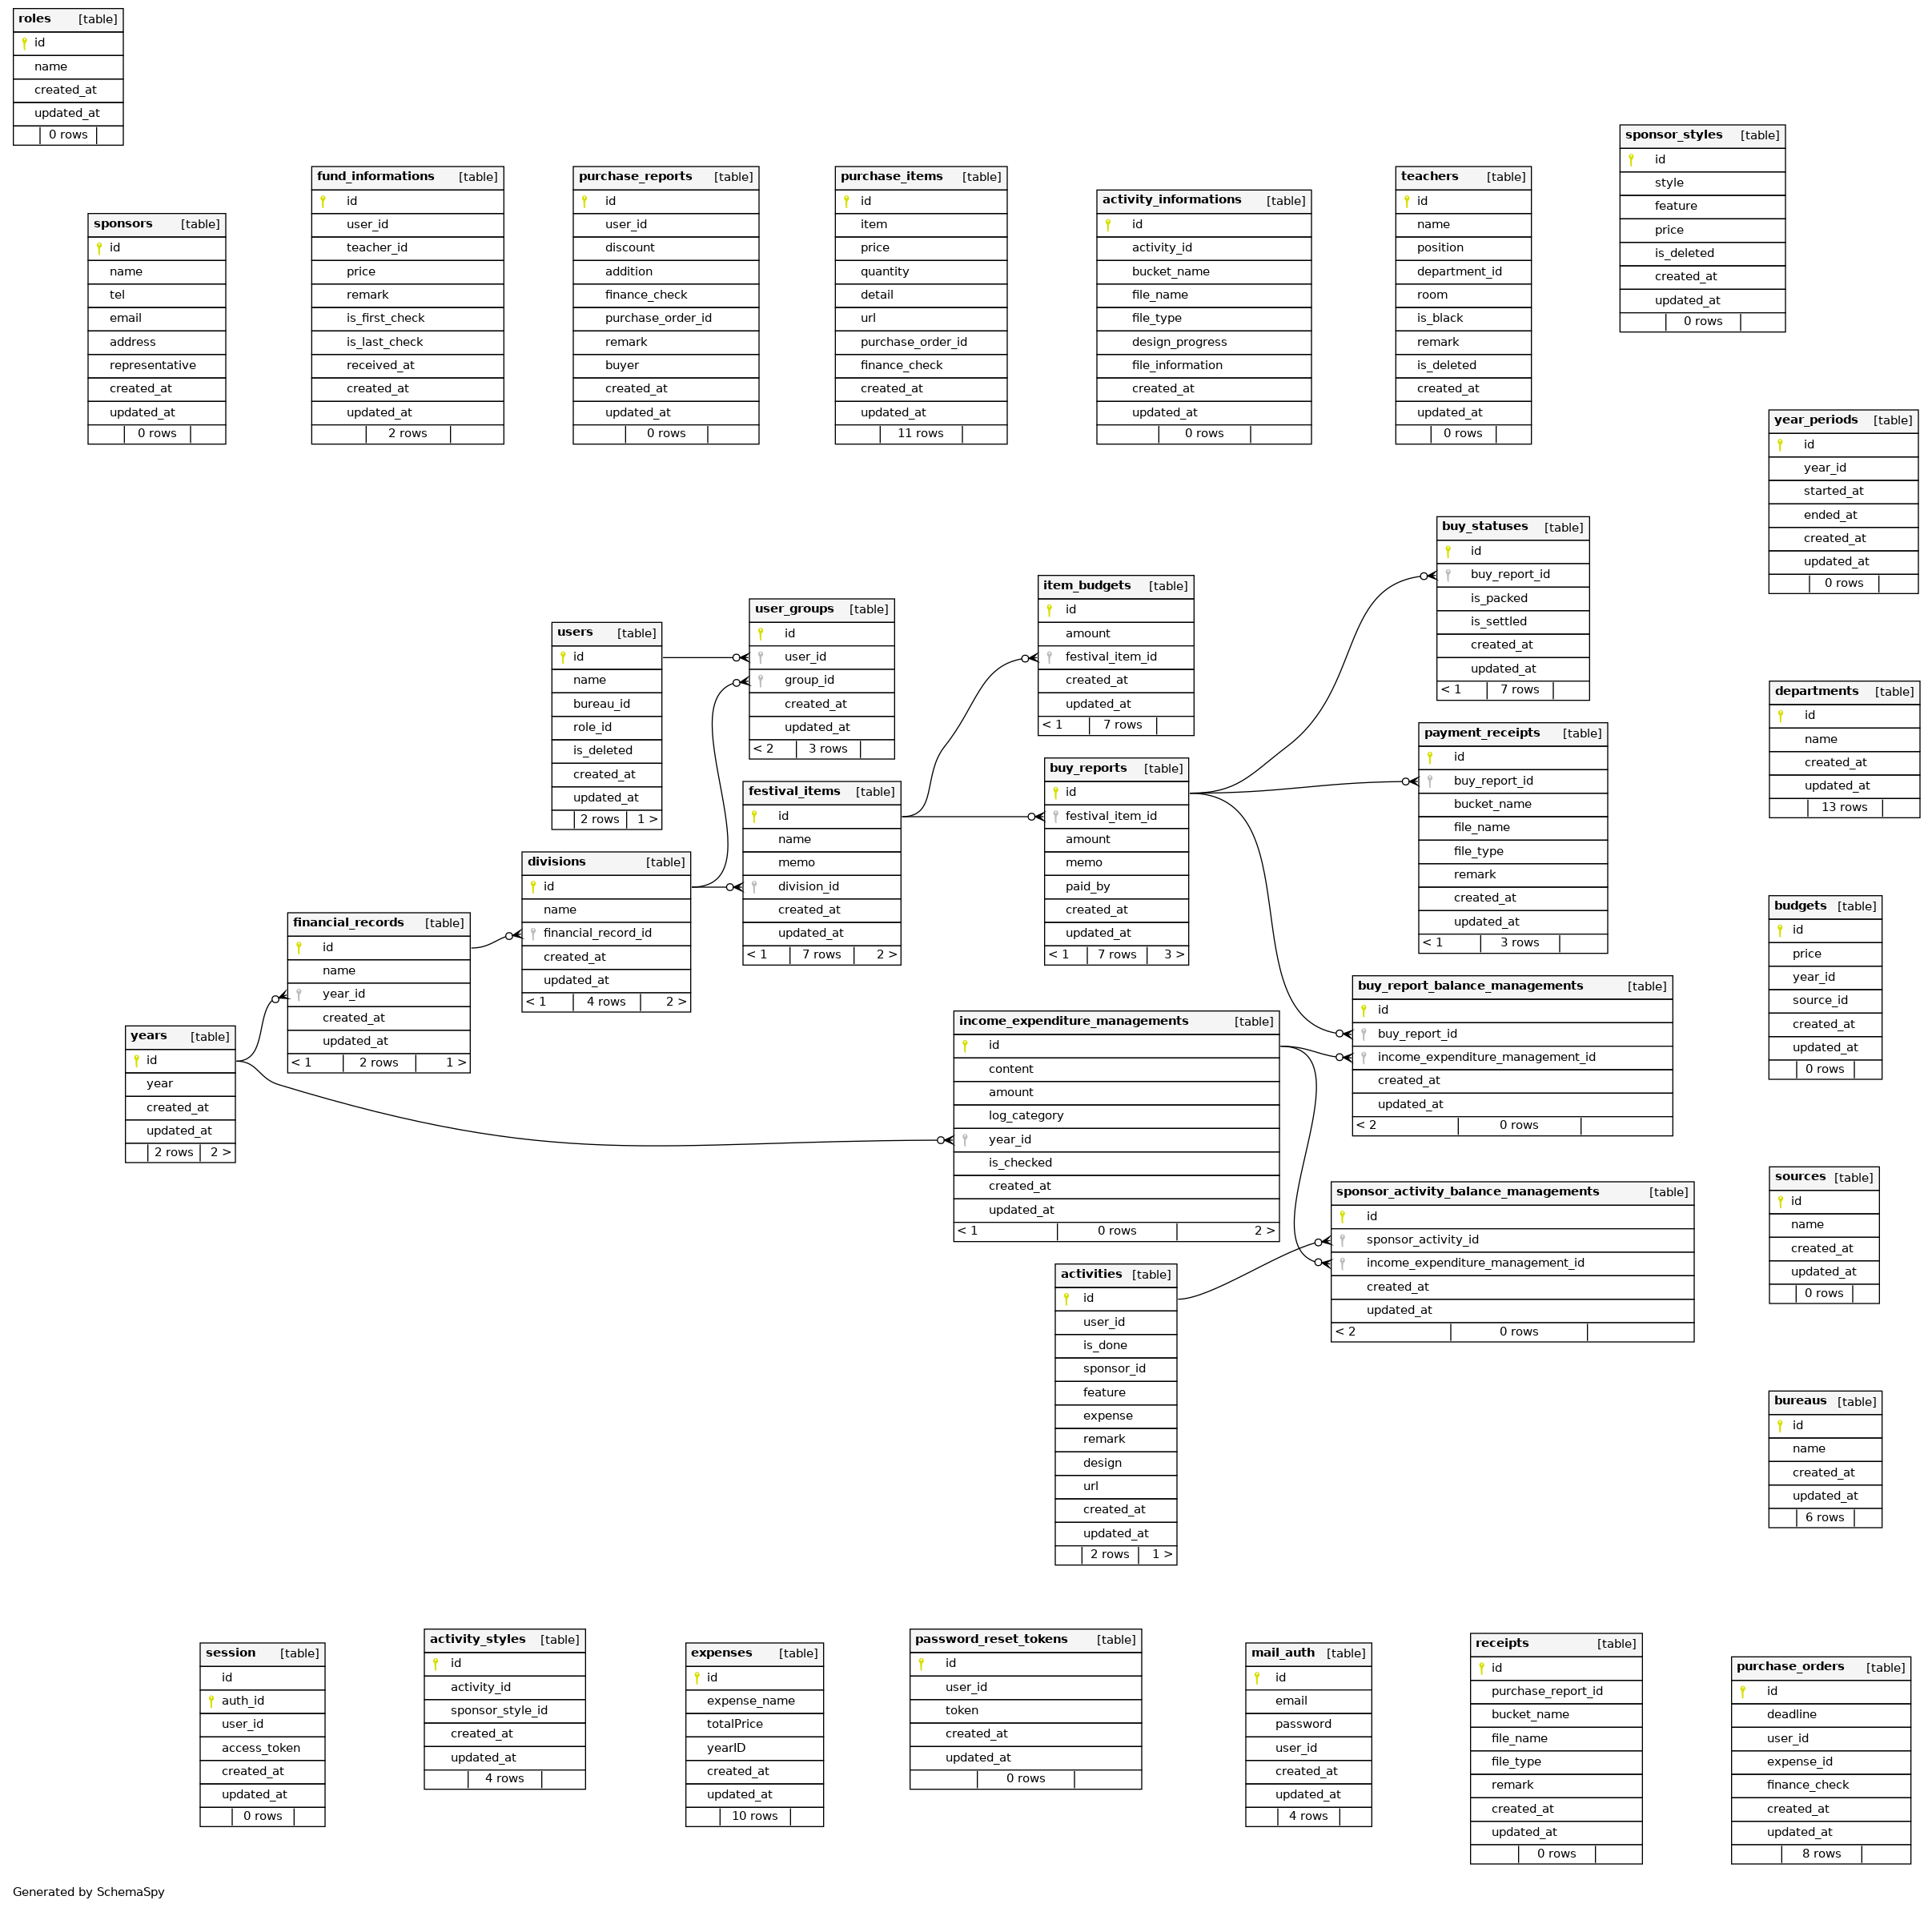 roles [table]
id
name
created_at
updated_at
0 rows
sponsors [table]
id
name
tel
email
address
representative
created_at
updated_at
0 rows
fund_informations [table]
id
user_id
teacher_id
price
remark
is_first_check
is_last_check
received_at
created_at
updated_at
2 rows
purchase_reports [table]
id
user_id
discount
addition
finance_check
purchase_order_id
remark
buyer
created_at
updated_at
0 rows
purchase_items [table]
id
item
price
quantity
detail
url
purchase_order_id
finance_check
created_at
updated_at
11 rows
activity_informations [table]
id
activity_id
bucket_name
file_name
file_type
design_progress
file_information
created_at
updated_at
0 rows
teachers [table]
id
name
position
department_id
room
is_black
remark
is_deleted
created_at
updated_at
0 rows
sponsor_styles [table]
id
style
feature
price
is_deleted
created_at
updated_at
0 rows
year_periods [table]
id
year_id
started_at
ended_at
created_at
updated_at
0 rows
buy_statuses [table]
id
buy_report_id
is_packed
is_settled
created_at
updated_at
< 1 7 rows
item_budgets [table]
id
amount
festival_item_id
created_at
updated_at
< 1 7 rows
user_groups [table]
id
user_id
group_id
created_at
updated_at
< 2 3 rows
users [table]
id
name
bureau_id
role_id
is_deleted
created_at
updated_at
2 rows 1 >
departments [table]
id
name
created_at
updated_at
13 rows
payment_receipts [table]
id
buy_report_id
bucket_name
file_name
file_type
remark
created_at
updated_at
< 1 3 rows
buy_reports [table]
id
festival_item_id
amount
memo
paid_by
created_at
updated_at
< 1 7 rows 3 >
festival_items [table]
id
name
memo
division_id
created_at
updated_at
< 1 7 rows 2 >
divisions [table]
id
name
financial_record_id
created_at
updated_at
< 1 4 rows 2 >
financial_records [table]
id
name
year_id
created_at
updated_at
< 1 2 rows 1 >
years [table]
id
year
created_at
updated_at
2 rows 2 >
budgets [table]
id
price
year_id
source_id
created_at
updated_at
0 rows
buy_report_balance_managements [table]
id
buy_report_id
income_expenditure_management_id
created_at
updated_at
< 2 0 rows
income_expenditure_managements [table]
id
content
amount
log_category
year_id
is_checked
created_at
updated_at
< 1 0 rows 2 >
sponsor_activity_balance_managements [table]
id
sponsor_activity_id
income_expenditure_management_id
created_at
updated_at
< 2 0 rows
sources [table]
id
name
created_at
updated_at
0 rows
activities [table]
id
user_id
is_done
sponsor_id
feature
expense
remark
design
url
created_at
updated_at
2 rows 1 >
bureaus [table]
id
name
created_at
updated_at
6 rows
session [table]
id
auth_id
user_id
access_token
created_at
updated_at
0 rows
activity_styles [table]
id
activity_id
sponsor_style_id
created_at
updated_at
4 rows
expenses [table]
id
expense_name
totalPrice
yearID
created_at
updated_at
10 rows
password_reset_tokens [table]
id
user_id
token
created_at
updated_at
0 rows
mail_auth [table]
id
email
password
user_id
created_at
updated_at
4 rows
receipts [table]
id
purchase_report_id
bucket_name
file_name
file_type
remark
created_at
updated_at
0 rows
purchase_orders [table]
id
deadline
user_id
expense_id
finance_check
created_at
updated_at
8 rows
Generated by SchemaSpy